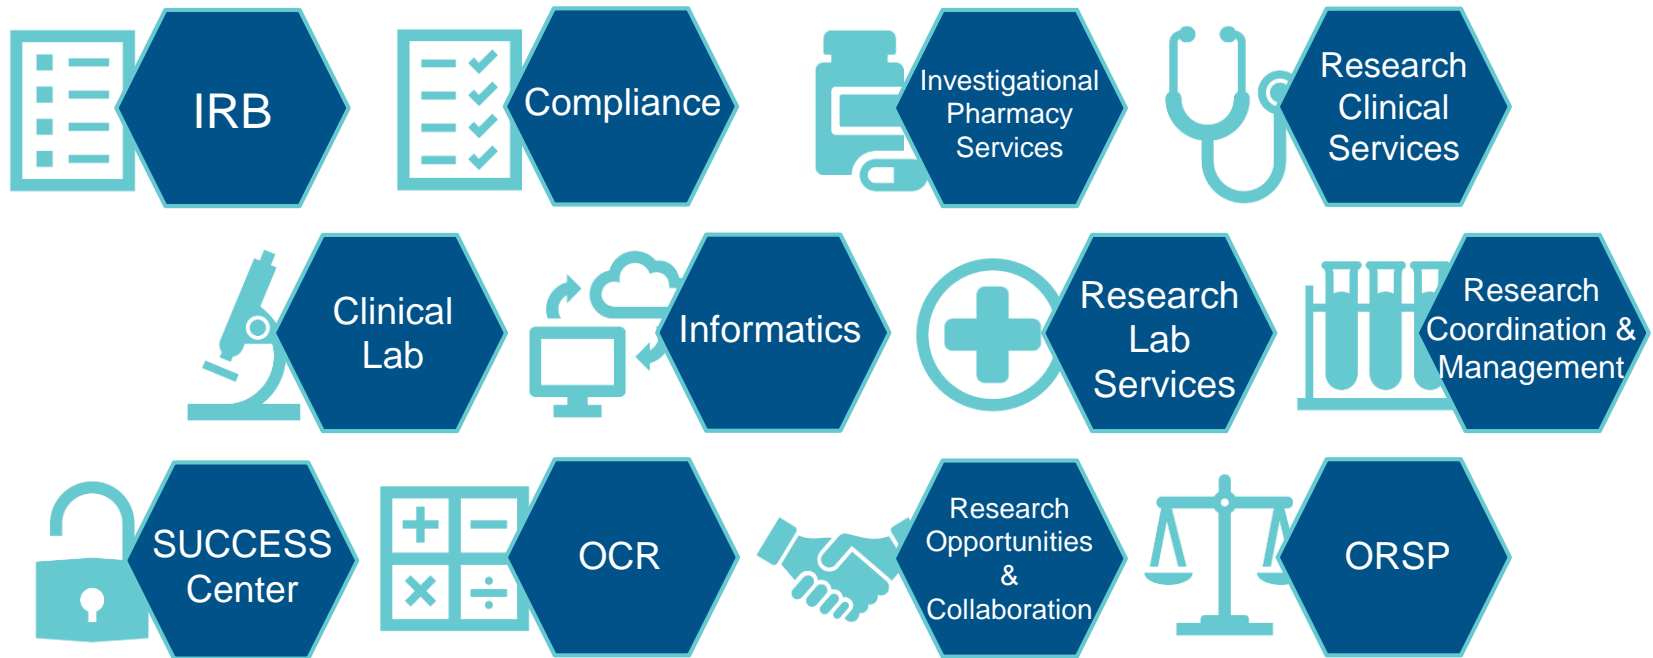 IRB
Compliance
Investigational
Pharmacy
Services
Research
Clinical
Services
Clinical
Lab
Informatics
Research
Lab
Services
Research
Coordination &
Management
SUCCESS
Center
OCR
Research
Opportunities
&
Collaboration
ORSP